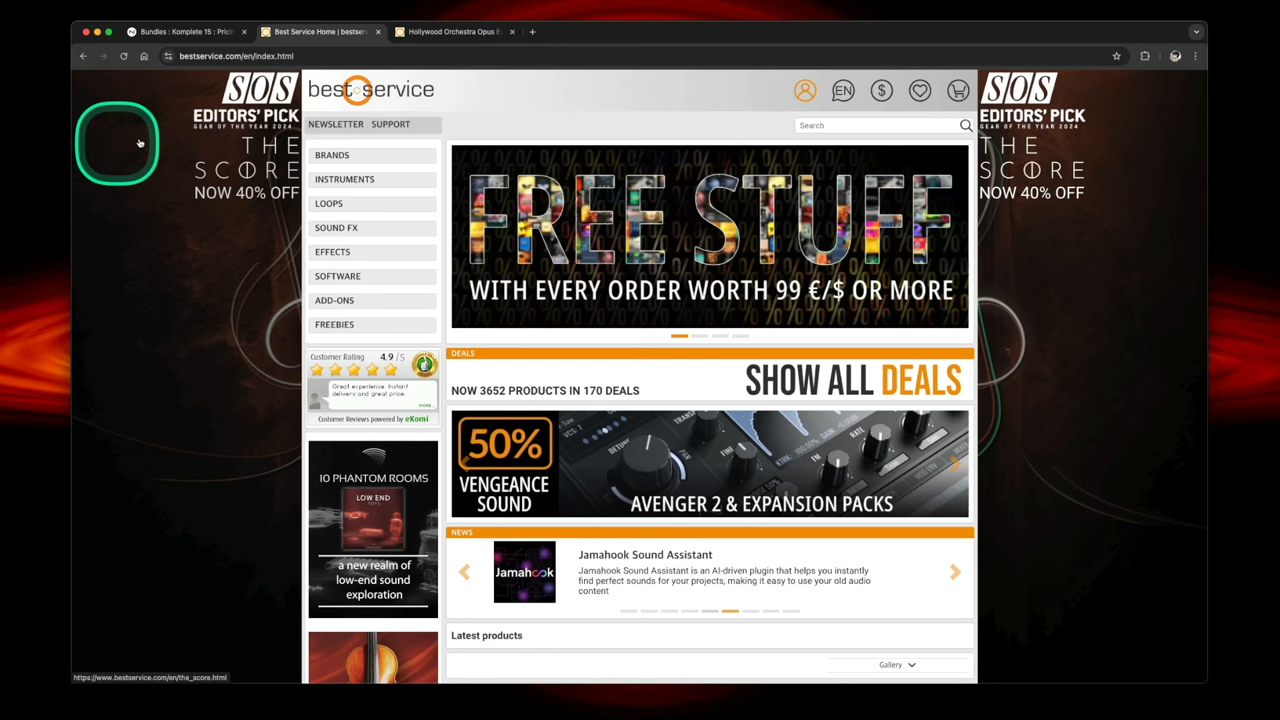 Bundles : Komplete 15 : Prici
Best Service Home | bestserv
Hollywood Orchestra Opus E
bestservice.com/en/index.html
SOS
EDITORS' PICK
GEAR OF THE YEAR 2024
THE
SCORE
NOW 40% OFF
best service
EN
$
NEWSLETTER SUPPORT
Search
BRANDS
INSTRUMENTS
LOOPS
SOUND FX
EFFECTS
SOFTWARE
ADD-ONS
FREEBIES
Customer Rating 4.9 /5
Great experience. Instant
delivery and great price.
MORE...
Customer Reviews powered by eKomi
10 PHANTOM ROOMS
LOW END
a new realm of
low-end sound
exploration
FREE STUFF
WITH EVERY ORDER WORTH 99 €/$ OR MORE
DEALS
NOW 3652 PRODUCTS IN 170 DEALS
SHOW ALL DEALS
50%
VENGEANCE
SOUND
DETUNE
PAN
FINE
FM
RATE
AVENGER 2 & EXPANSION PACKS
NEWS
Jamahook
Jamahook Sound Assistant
Jamahook Sound Assistant is an AI-driven plugin that helps you instantly
find perfect sounds for your projects, making it easy to use your old audio
content
Latest products
Gallery
SOS
EDITORS' PICK
GEAR OF THE YEAR 2024
THE
SCORE
NOW 40% OFF
https://www.bestservice.com/en/the_score.html